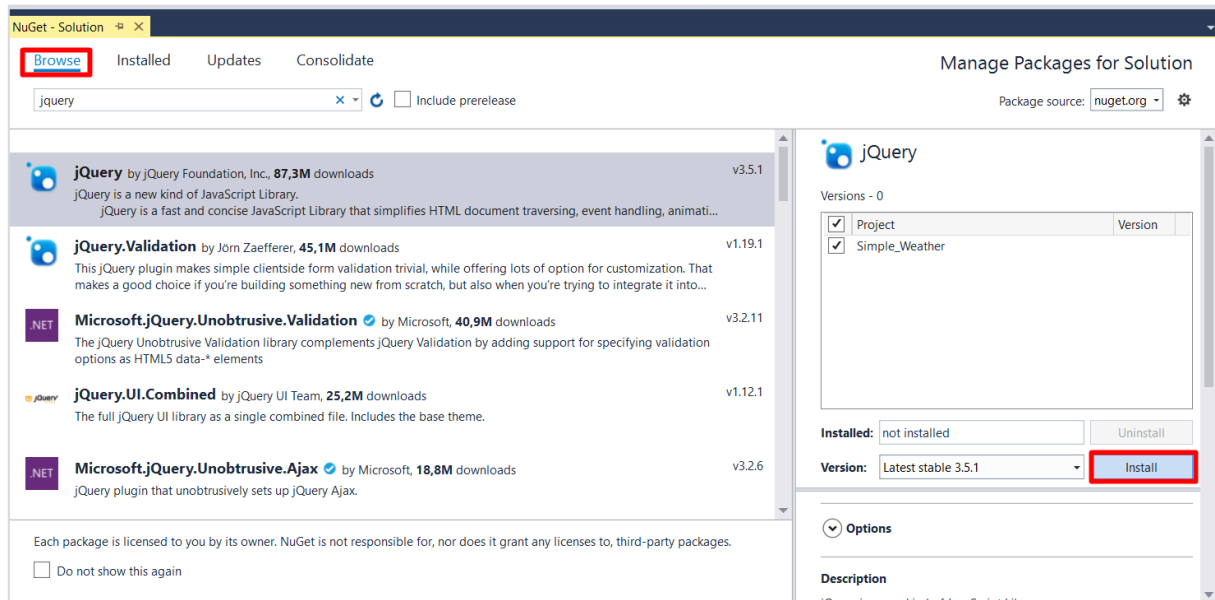 NuGet - Solution
Browse Installed Updates Consolidate
Manage Packages for Solution
jquery
Include prerelease
Package source: nuget.org
jQuery by jQuery Foundation, Inc., 87,3M downloads v3.5.1
jQuery is a new kind of JavaScript Library.
jQuery is a fast and concise JavaScript Library that simplifies HTML document traversing, event handling, animati...
jQuery.Validation by Jörn Zaefferer, 45,1M downloads v1.19.1
This jQuery plugin makes simple clientside form validation trivial, while offering lots of option for customization. That
makes a good choice if you're building something new from scratch, but also when you're trying to integrate it into...
.NET
Microsoft.jQuery.Unobtrusive.Validation by Microsoft, 40,9M downloads v3.2.11
The jQuery Unobtrusive Validation library complements jQuery Validation by adding support for specifying validation
options as HTML5 data-* elements
jQuery
jQuery.UI.Combined by jQuery UI Team, 25,2M downloads v1.12.1
The full jQuery UI library as a single combined file. Includes the base theme.
.NET
Microsoft.jQuery.Unobtrusive.Ajax by Microsoft, 18,8M downloads v3.2.6
jQuery plugin that unobtrusively sets up jQuery Ajax.
Each package is licensed to you by its owner. NuGet is not responsible for, nor does it grant any licenses to, third-party packages.
Do not show this again
jQuery
Versions - 0
Project Version
Simple_Weather
Installed: not installed Uninstall
Version: Latest stable 3.5.1 Install
Options
Description